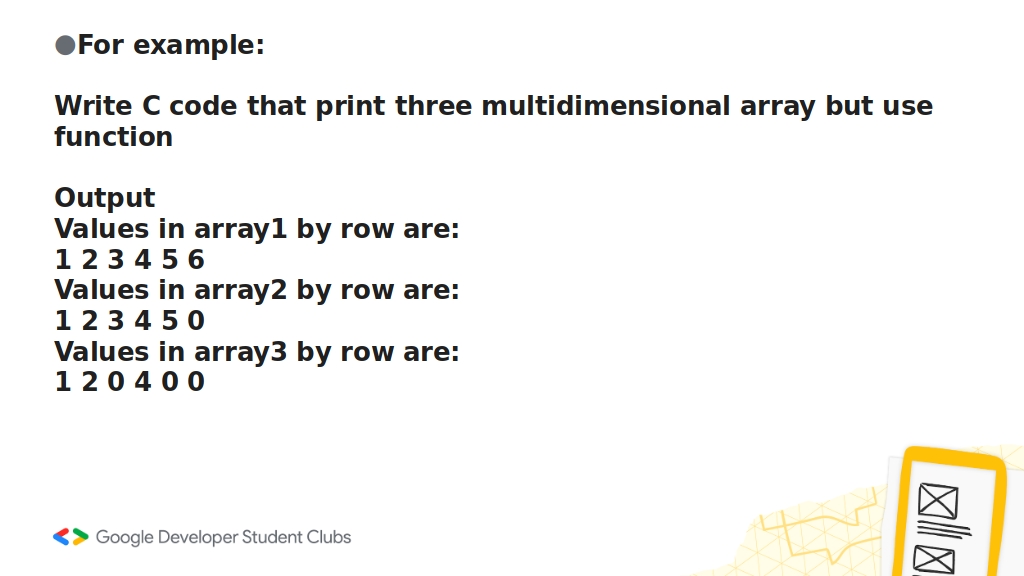 ●For example:
Write C code that print three multidimensional array but use
function
Output
Values in array1 by row are:
1 2 3 4 5 6
Values in array2 by row are:
1 2 3 4 5 0
Values in array3 by row are:
1 2 0 4 0 0
Google Developer Student Clubs